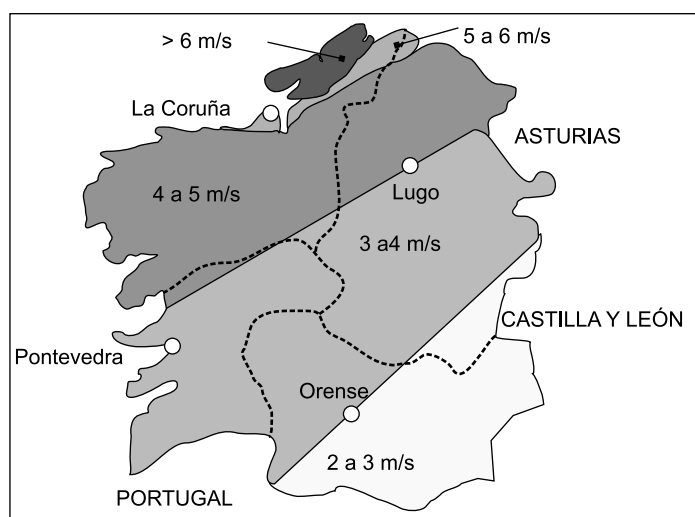 > 6 m/s
5 a 6 m/s
La Coruña
ASTURIAS
4 a 5 m/s
Lugo
3 a4 m/s
CASTILLA Y LEÓN
Pontevedra
Orense
2 a 3 m/s
PORTUGAL